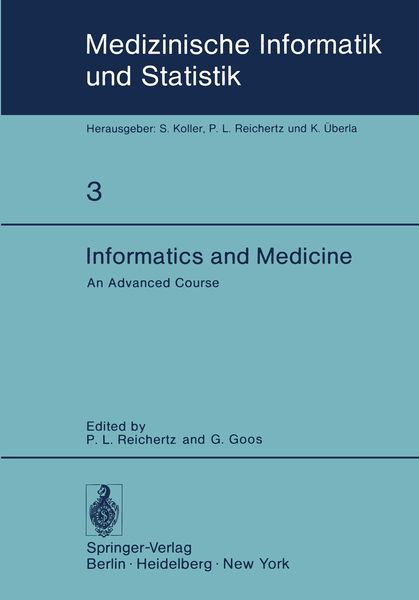 Medizinische Informatik
und Statistik
Herausgeber: S. Koller, P. L. Reichertz und K. Überla
3
Informatics and Medicine
An Advanced Course
Edited by
P. L. Reichertz and G. Goos
Springer-Verlag
Berlin · Heidelberg · New York